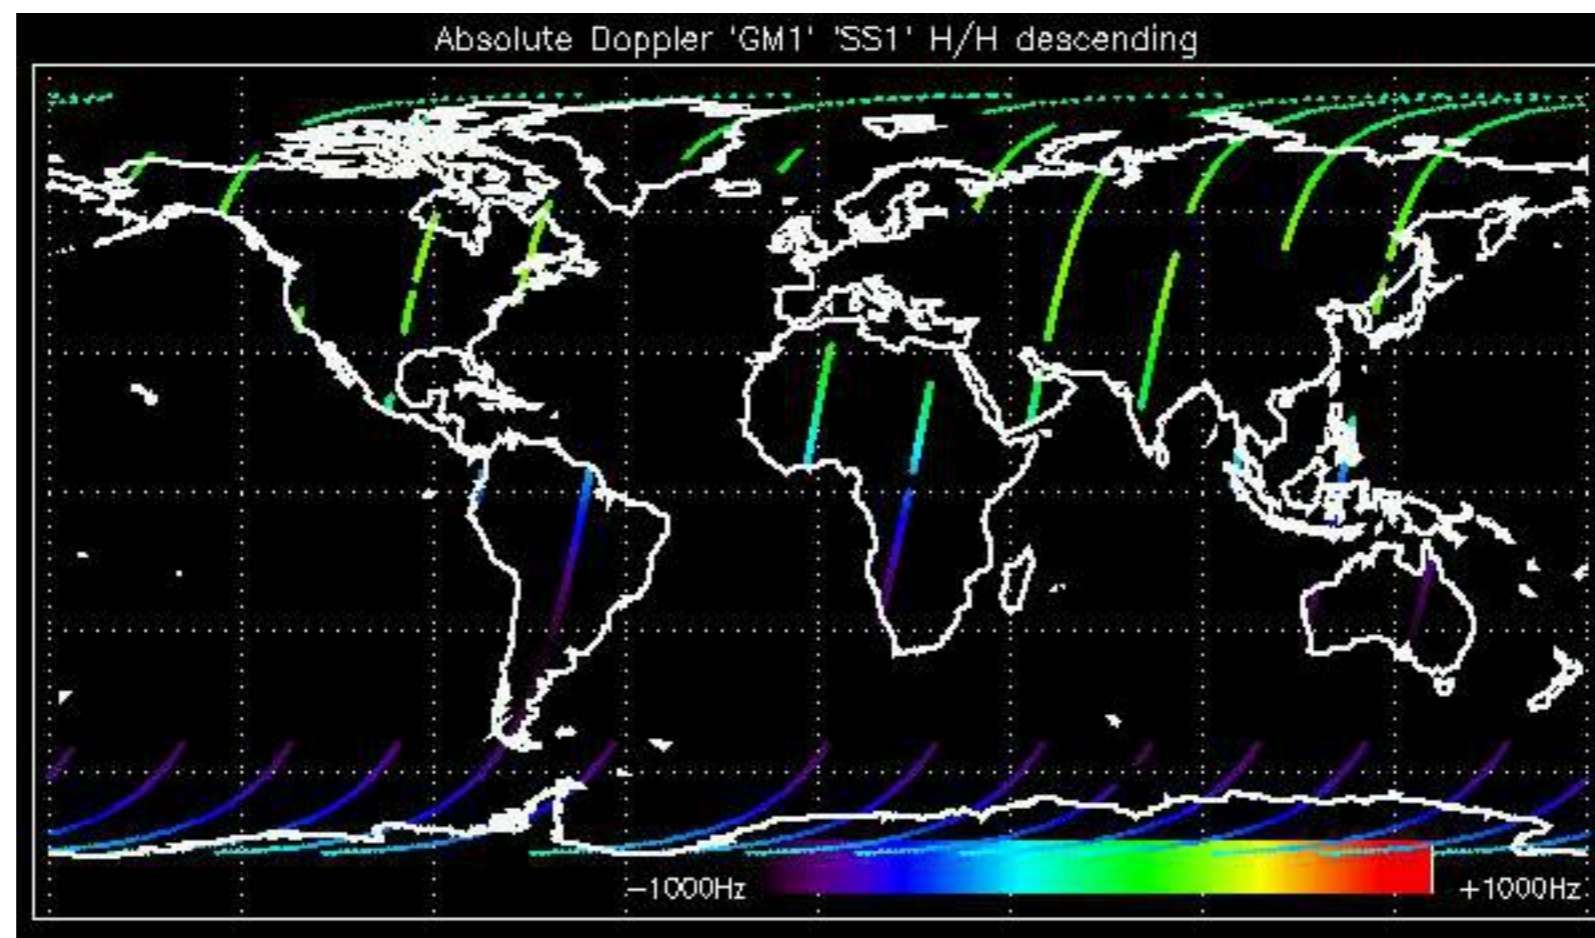 Absolute Doppler 'GM1' 'SS1' H/H descending
−1000Hz +1000Hz